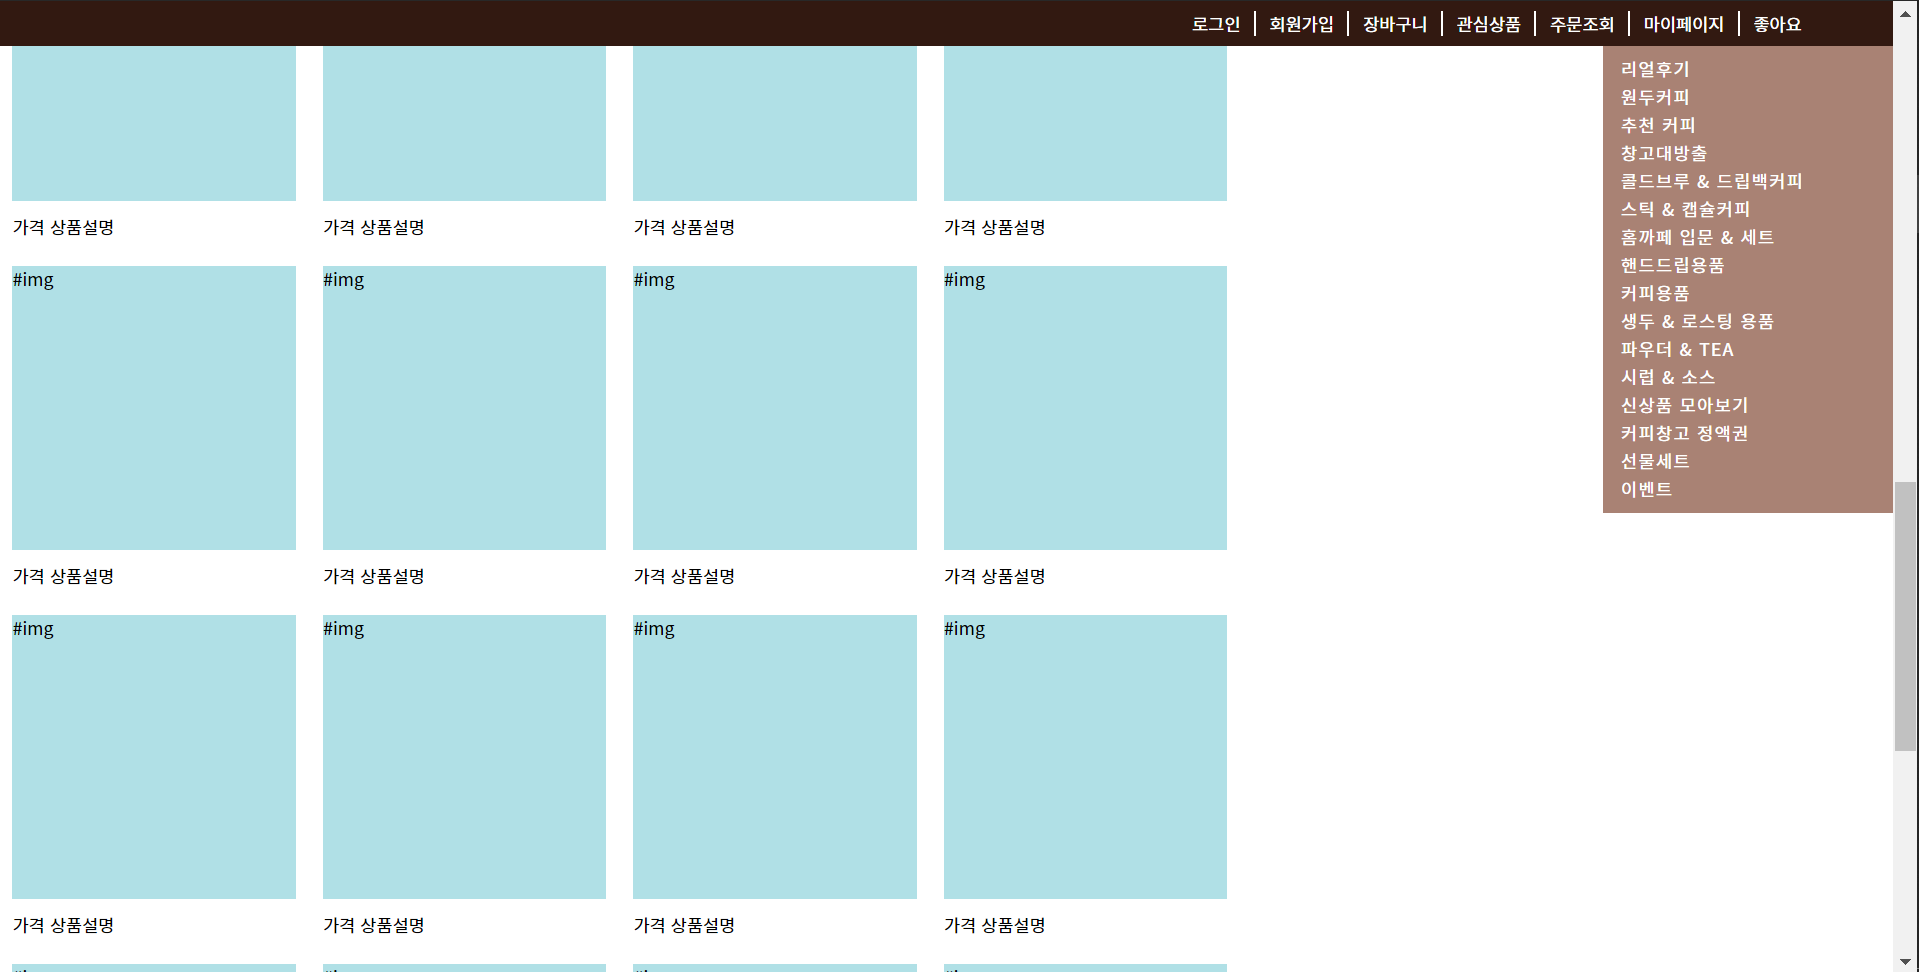 로그인 회원가입 장바구니 관심상품 주문조회 마이페이지 좋아요
리얼후기
원두커피
추천 커피
창고대방출
콜드브루 & 드립백커피
스틱 & 캡슐커피
홈까페 입문 & 세트
핸드드립용품
커피용품
생두 & 로스팅 용품
파우더 & TEA
시럽 & 소스
신상품 모아보기
커피창고 정액권
선물세트
이벤트
가격 상품설명 가격 상품설명 가격 상품설명 가격 상품설명
#img #img #img #img
가격 상품설명 가격 상품설명 가격 상품설명 가격 상품설명
#img #img #img #img
가격 상품설명 가격 상품설명 가격 상품설명 가격 상품설명